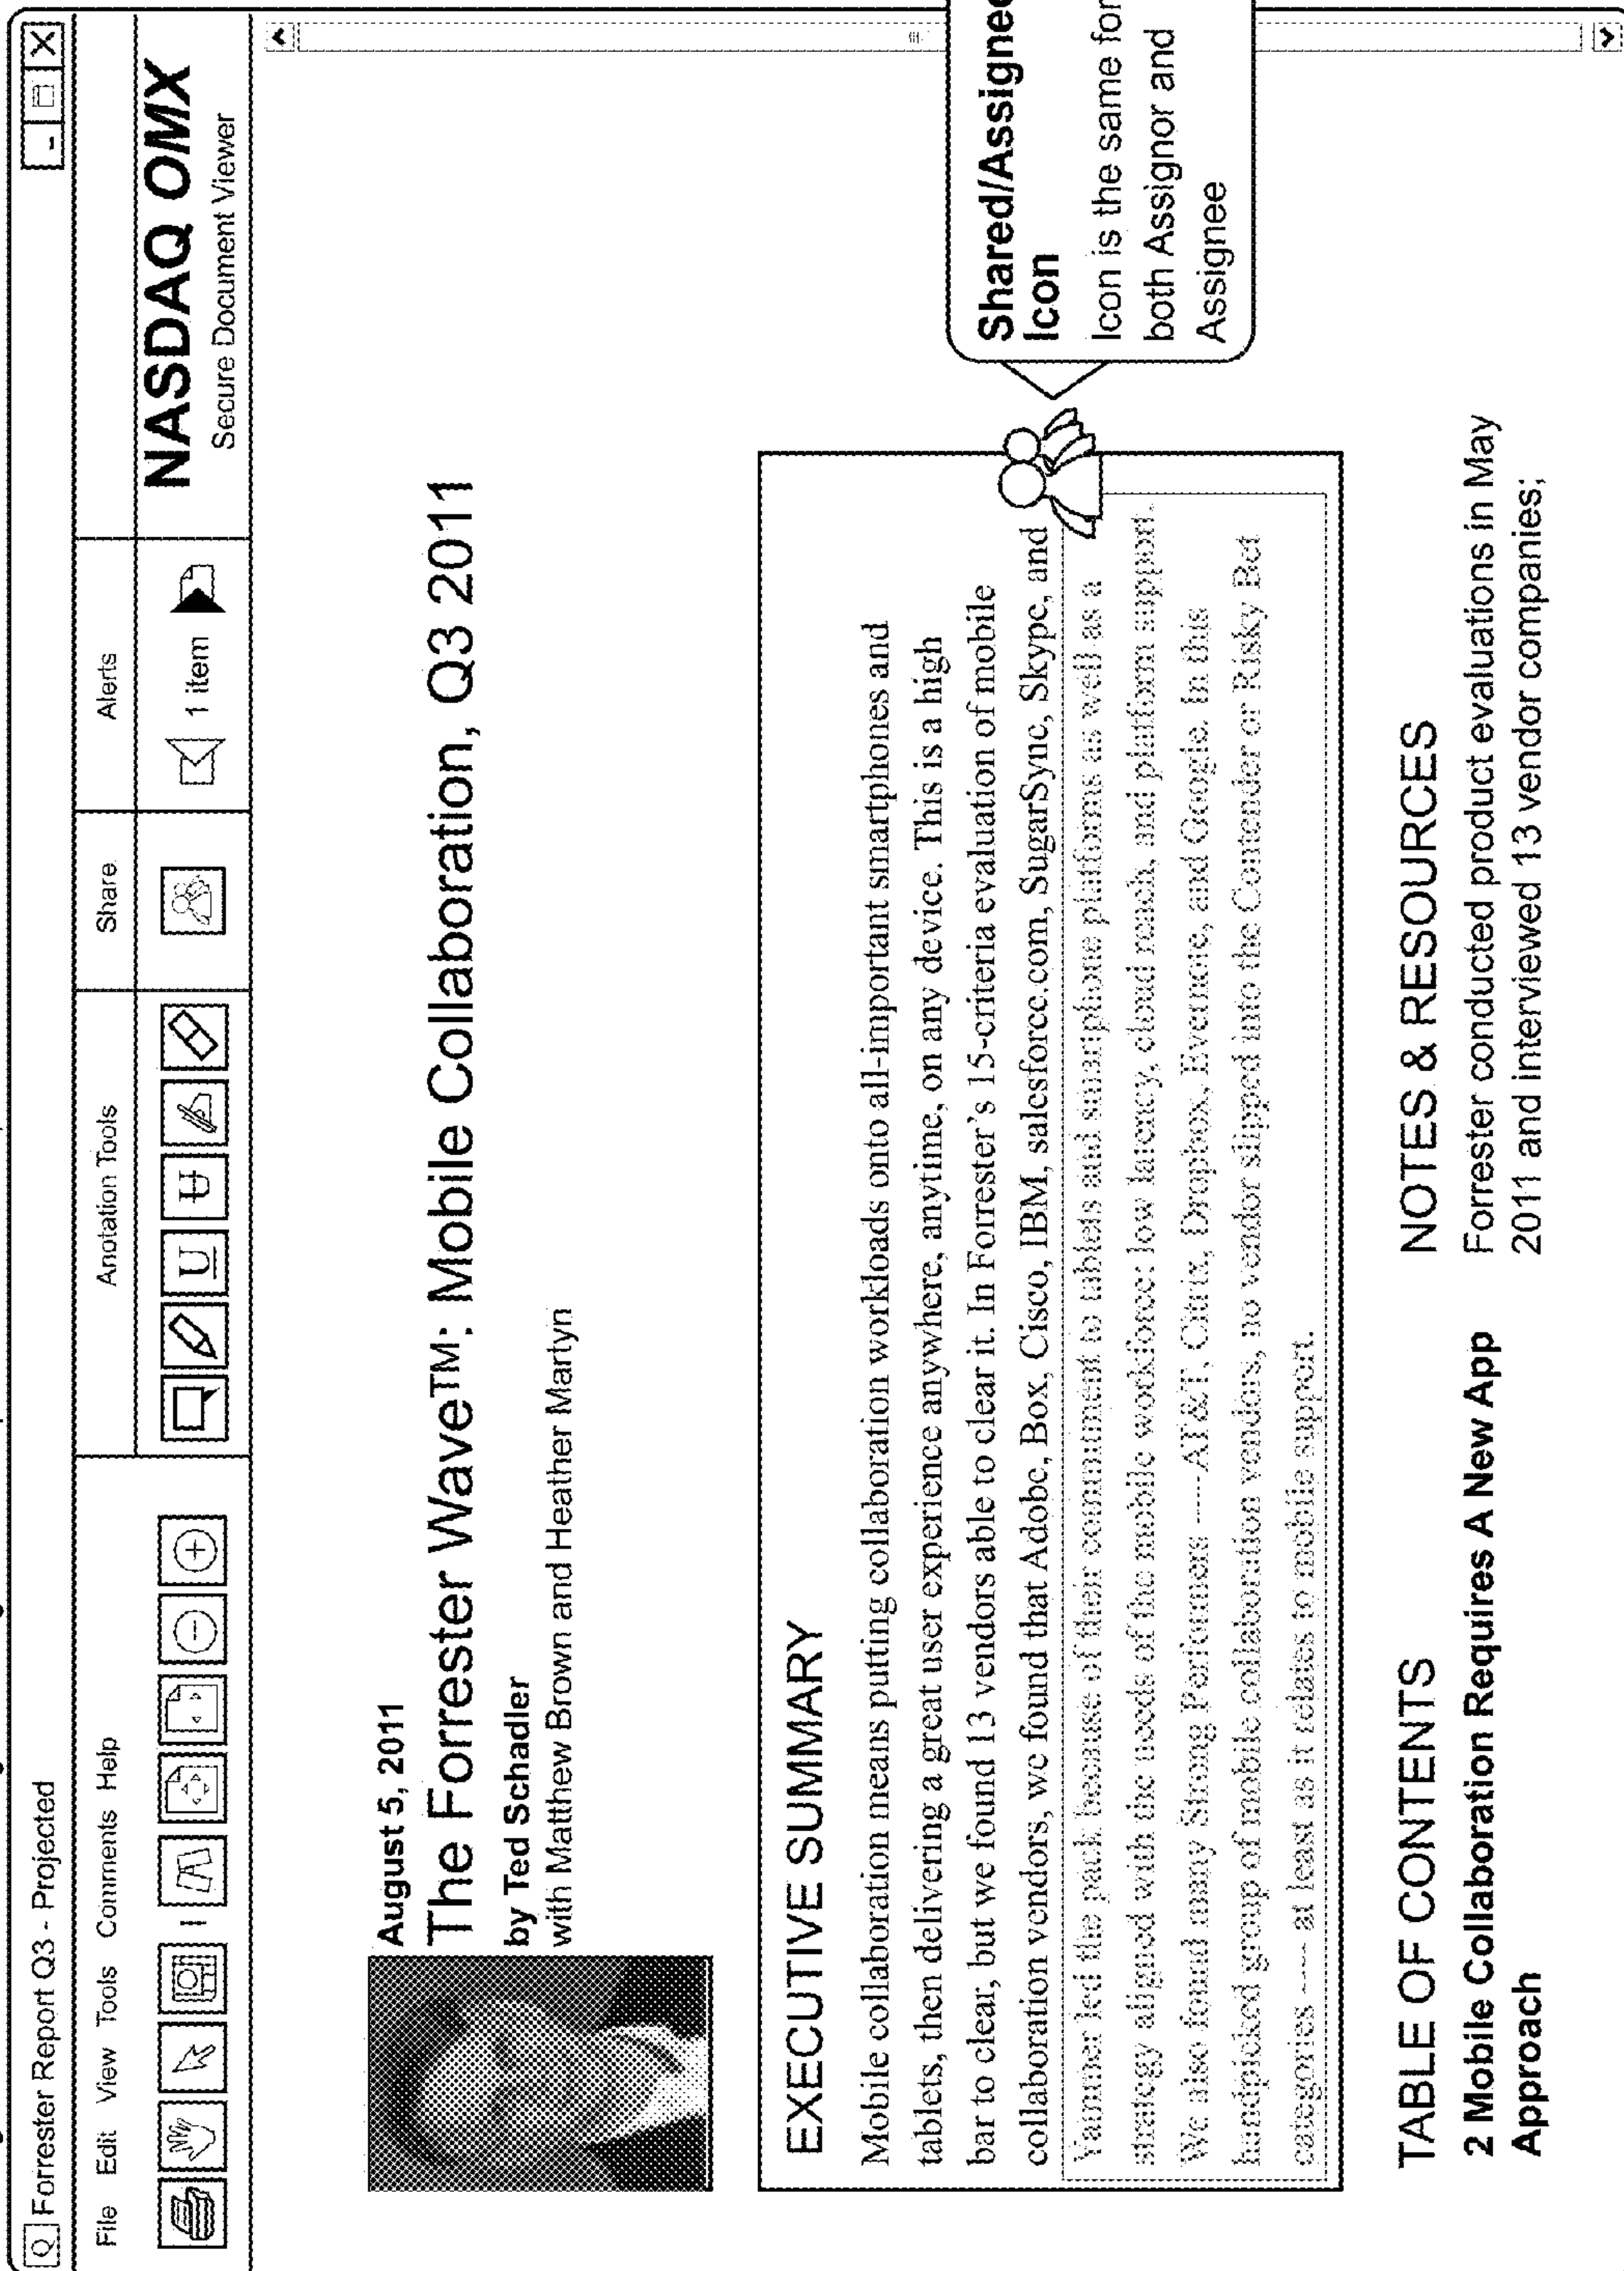 Q Forrester Report Q3 - Projected
File Edit View Tools Comments Help
Anotation Tools
Share
Alerts
1 item
NASDAQ OMX
Secure Document Viewer
August 5, 2011
The Forrester Wave™: Mobile Collaboration, Q3 2011
by Ted Schadler
with Matthew Brown and Heather Martyn
EXECUTIVE SUMMARY
Mobile collaboration means putting collaboration workloads onto all-important smartphones and
tablets, then delivering a great user experience anywhere, anytime, on any device. This is a high
bar to clear, but we found 13 vendors able to clear it. In Forrester's 15-criteria evaluation of mobile
collaboration vendors, we found that Adobe, Box, Cisco, IBM, salesforce.com, SugarSync, Skype, and
Yammer led the pack because of their commitment to tablets and smartphone platforms as well as a
strategy aligned with the needs of the mobile workforce: low latency, cloud reach, and platform support.
We also found many Strong Performers ----AT&T, Citrix, Dropbox, Evernote, and Google. In this
handpicked group of mobile collaboration vendors, no vendor slipped into the Contender or Risky Bet
categories ---- at least as it relates to mobile support.
Shared/Assigned
Icon
Icon is the same for
both Assignor and
Assignee
TABLE OF CONTENTS
2 Mobile Collaboration Requires A New App
Approach
NOTES & RESOURCES
Forrester conducted product evaluations in May
2011 and interviewed 13 vendor companies;